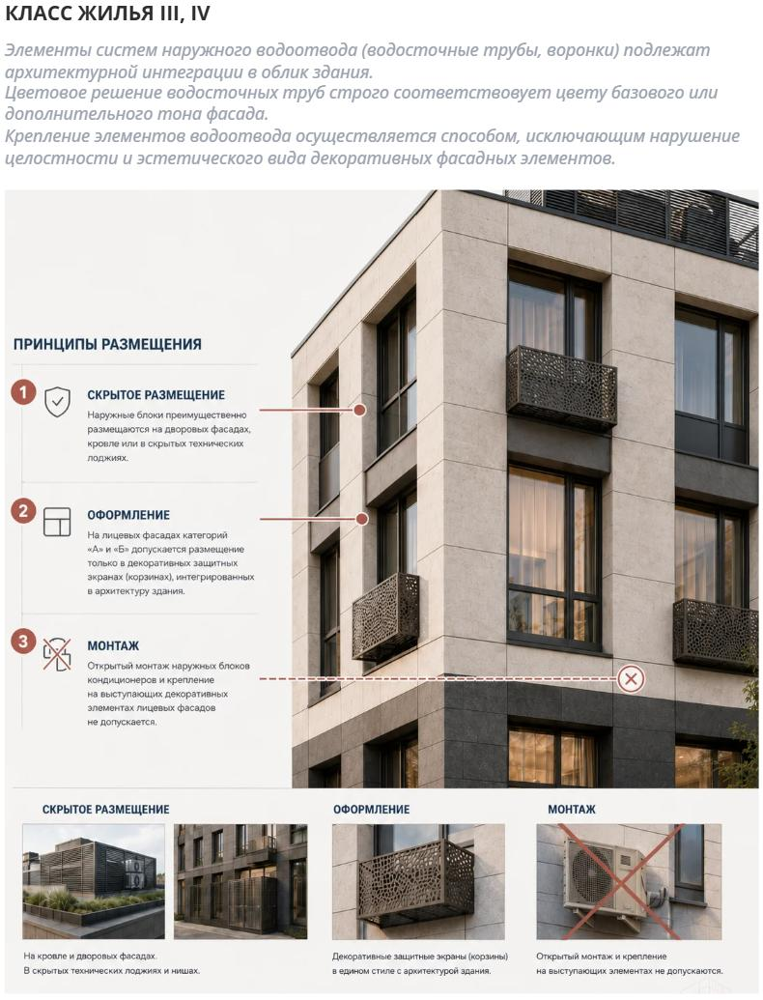 КЛАСС ЖИЛЬЯ III, IV
Элементы систем наружного водоотвода (водосточные трубы, воронки) подлежат
архитектурной интеграции в облик здания.
Цветовое решение водосточных труб строго соответствовует цвету базового или
дополнительного тона фасада.
Крепление элементов водоотвода осуществляется способом, исключающим нарушение
целостности и эстетического вида декоративных фасадных элементов.
ПРИНЦИПЫ РАЗМЕЩЕНИЯ
1
СКРЫТОЕ РАЗМЕЩЕНИЕ
Наружные блоки преимущественно
размещаются на дворовых фасадах,
кровле или в скрытых технических
лоджиях.
2
ОФОРМЛЕНИЕ
На лицевых фасадах категорий
«А» и «Б» допускается размещение
только в декоративных защитных
экранах (корзинах), интегрированных
в архитектуру здания.
3
МОНТАЖ
Открытый монтаж наружных блоков
кондиционеров и крепление
на выступающих декоративных
элементах лицевых фасадов
не допускается.
СКРЫТОЕ РАЗМЕЩЕНИЕ
ОФОРМЛЕНИЕ
МОНТАЖ
На кровле и дворовых фасадах.
В скрытых технических лоджиях и нишах.
Декоративные защитные экраны (корзины)
в едином стиле с архитектурой здания.
Открытый монтаж и крепление
на выступающих элементах не допускаются.